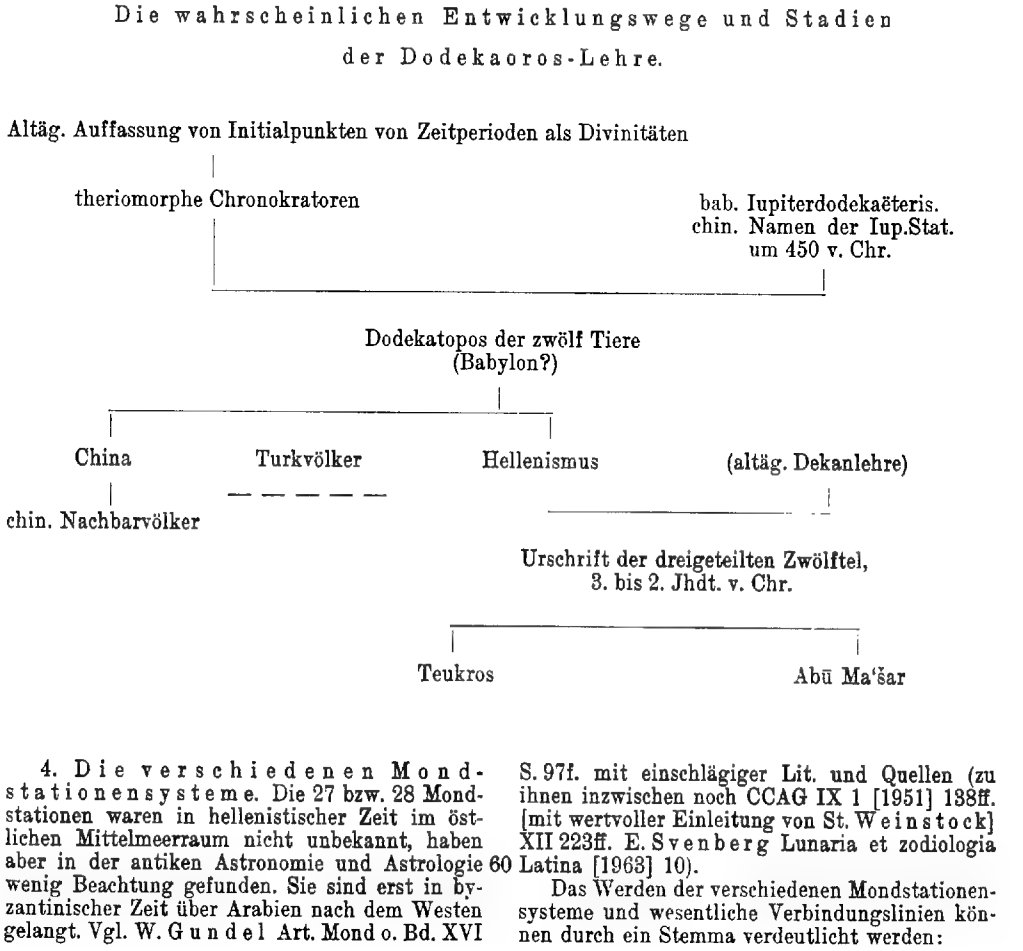 Die wahrscheinlichen Entwicklungswege und Stadien
der Dodekaoros-Lehre.
Altäg. Auffassung von Initialpunkten von Zeitperioden als Divinitäten
theriomorphe Chronokratoren
bab. Iupiterdodekaëteris.
chin. Namen der Iup.Stat.
um 450 v. Chr.
Dodekatopos der zwölf Tiere
(Babylon?)
China
Turkvölker
Hellenismus
(altäg. Dekanlehre)
chin. Nachbarvölker
Urschrift der dreigeteilten Zwölftel,
3. bis 2. Jhdt. v. Chr.
Teukros
Abū Ma‘šar
4. Die verschiedenen Mond-
stationensysteme. Die 27 bzw. 28 Mond-
stationen waren in hellenistischer Zeit im öst-
lichen Mittelmeerraum nicht unbekannt, haben
aber in der antiken Astronomie und Astrologie
wenig Beachtung gefunden. Sie sind erst in by-
zantinischer Zeit über Arabien nach dem Westen
gelangt. Vgl. W. Gundel Art. Mond o. Bd. XVI
60
S. 97f. mit einschlägiger Lit. und Quellen (zu
ihnen inzwischen noch CCAG IX 1 [1951] 138ff.
[mit wertvoller Einleitung von St. Weinstock]
XII 223ff. E. Svenberg Lunaria et zodiologia
Latina [1963] 10).
Das Werden der verschiedenen Mondstationen-
systeme und wesentliche Verbindungslinien kön-
nen durch ein Stemma verdeutlicht werden: